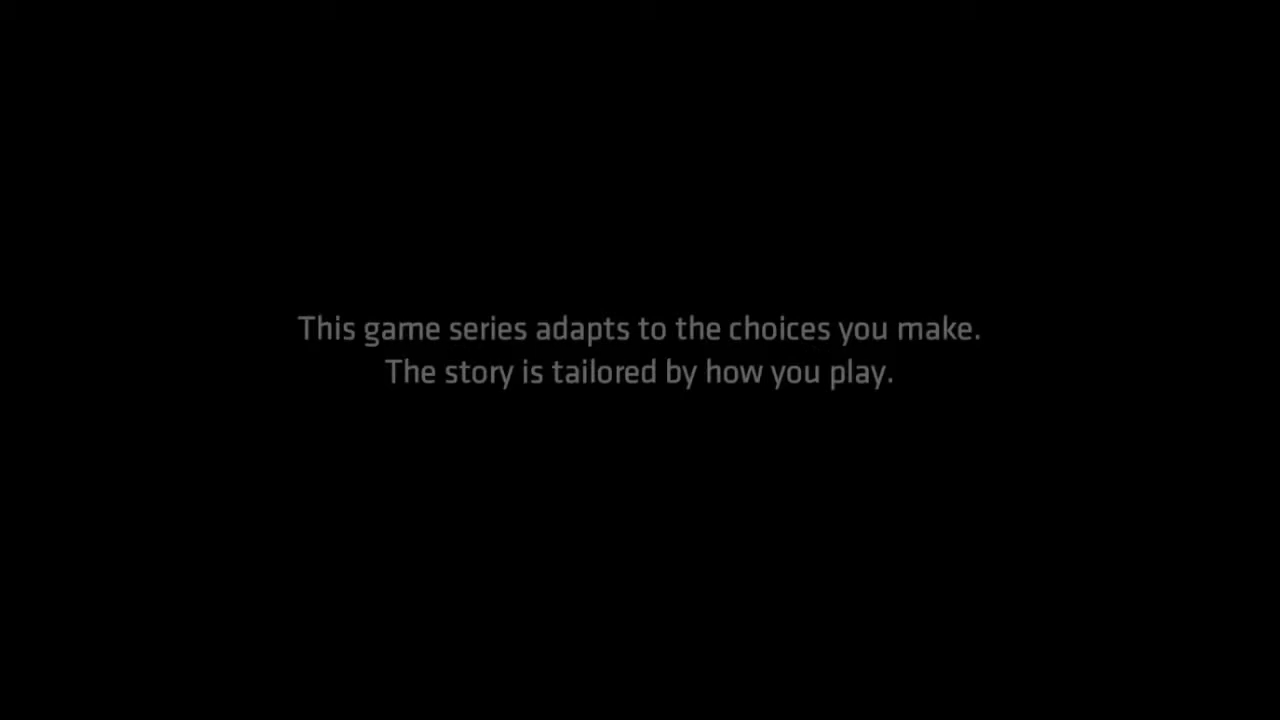 This game series adapts to the choices you make.
The story is tailored by how you play.